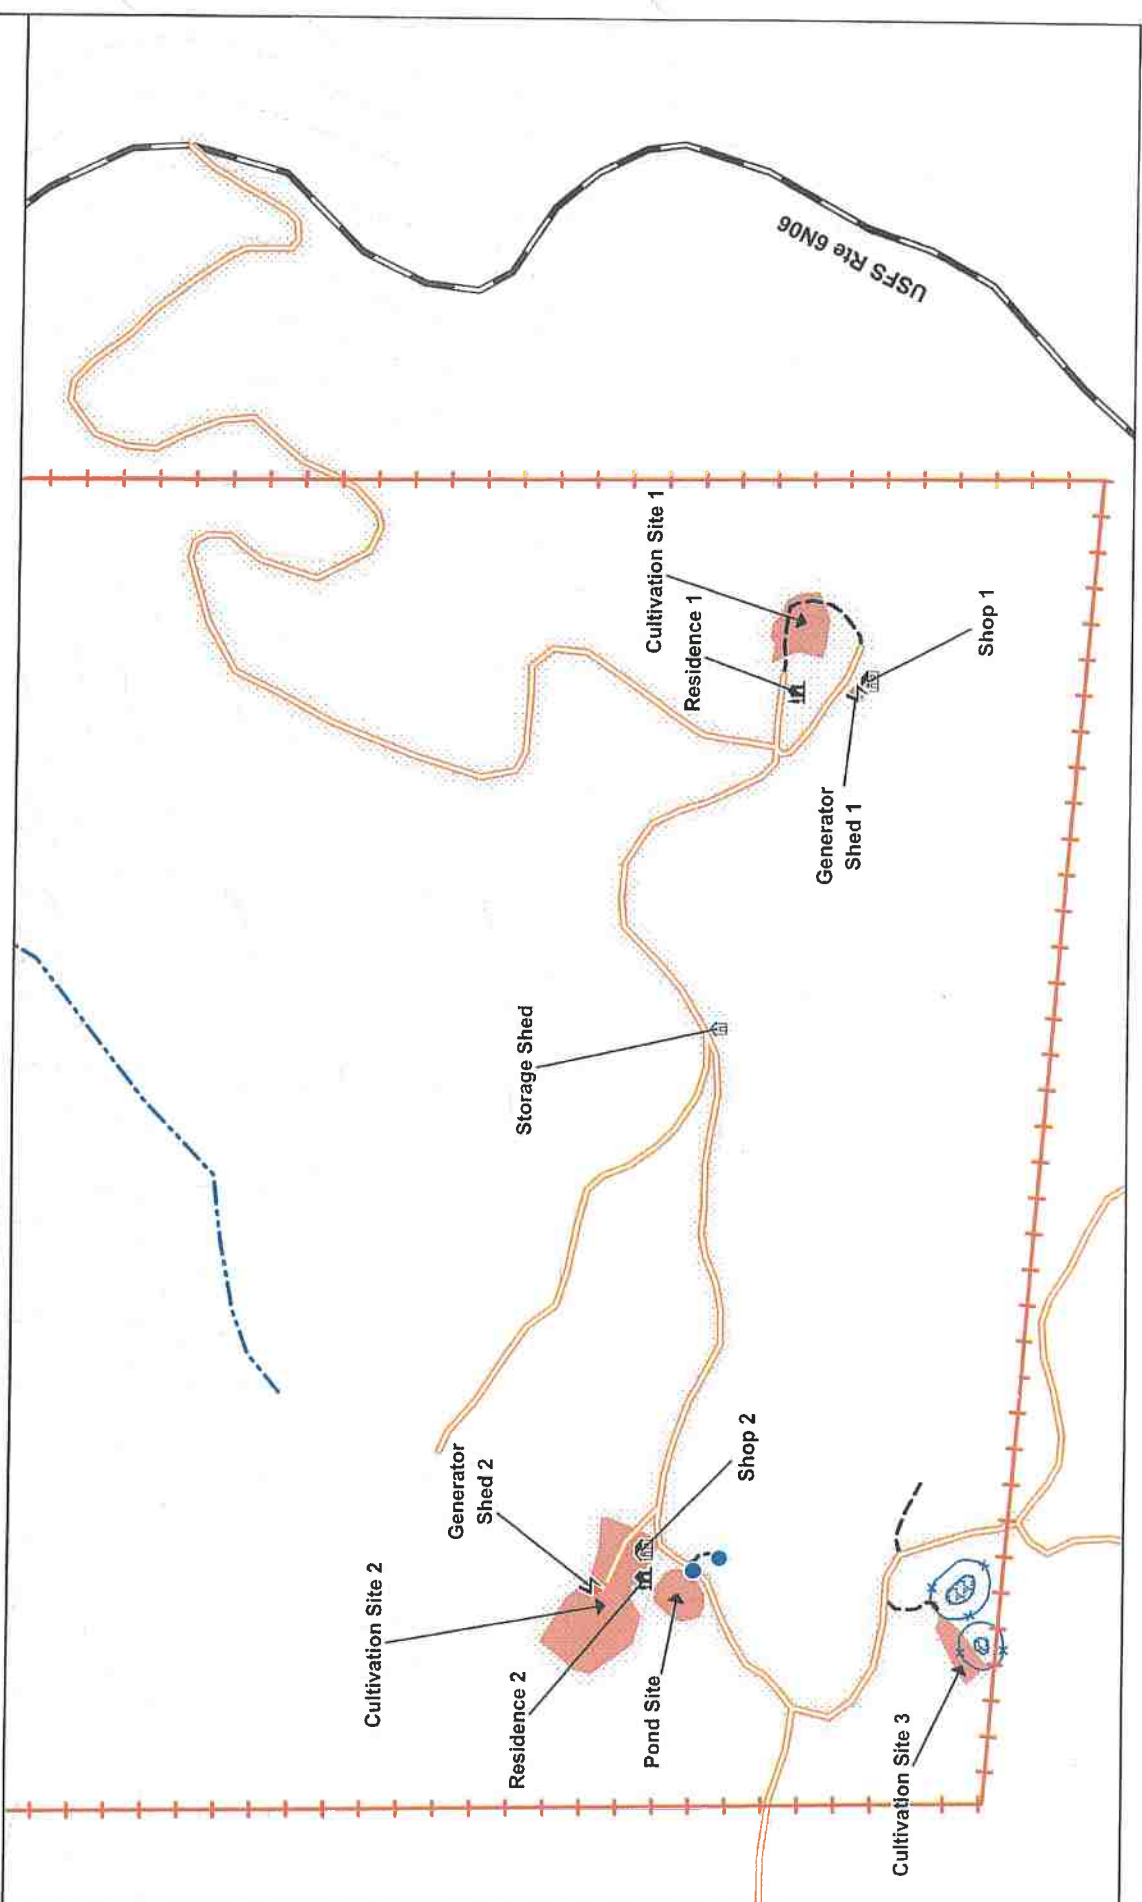 USFS Rte 6N06
Cultivation Site 1
Residence 1
Shop 1
Generator
Shed 1
Storage Shed
Shop 2
Generator
Shed 2
Cultivation Site 2
Residence 2
Pond Site
Cultivation Site 3